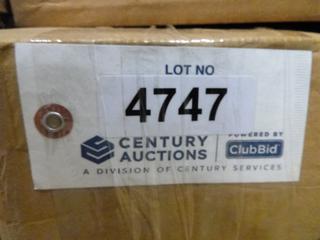 LOT NO
4747
CENTURY AUCTIONS
POWERED BY
ClubBid
A DIVISION OF CENTURY SERVICES